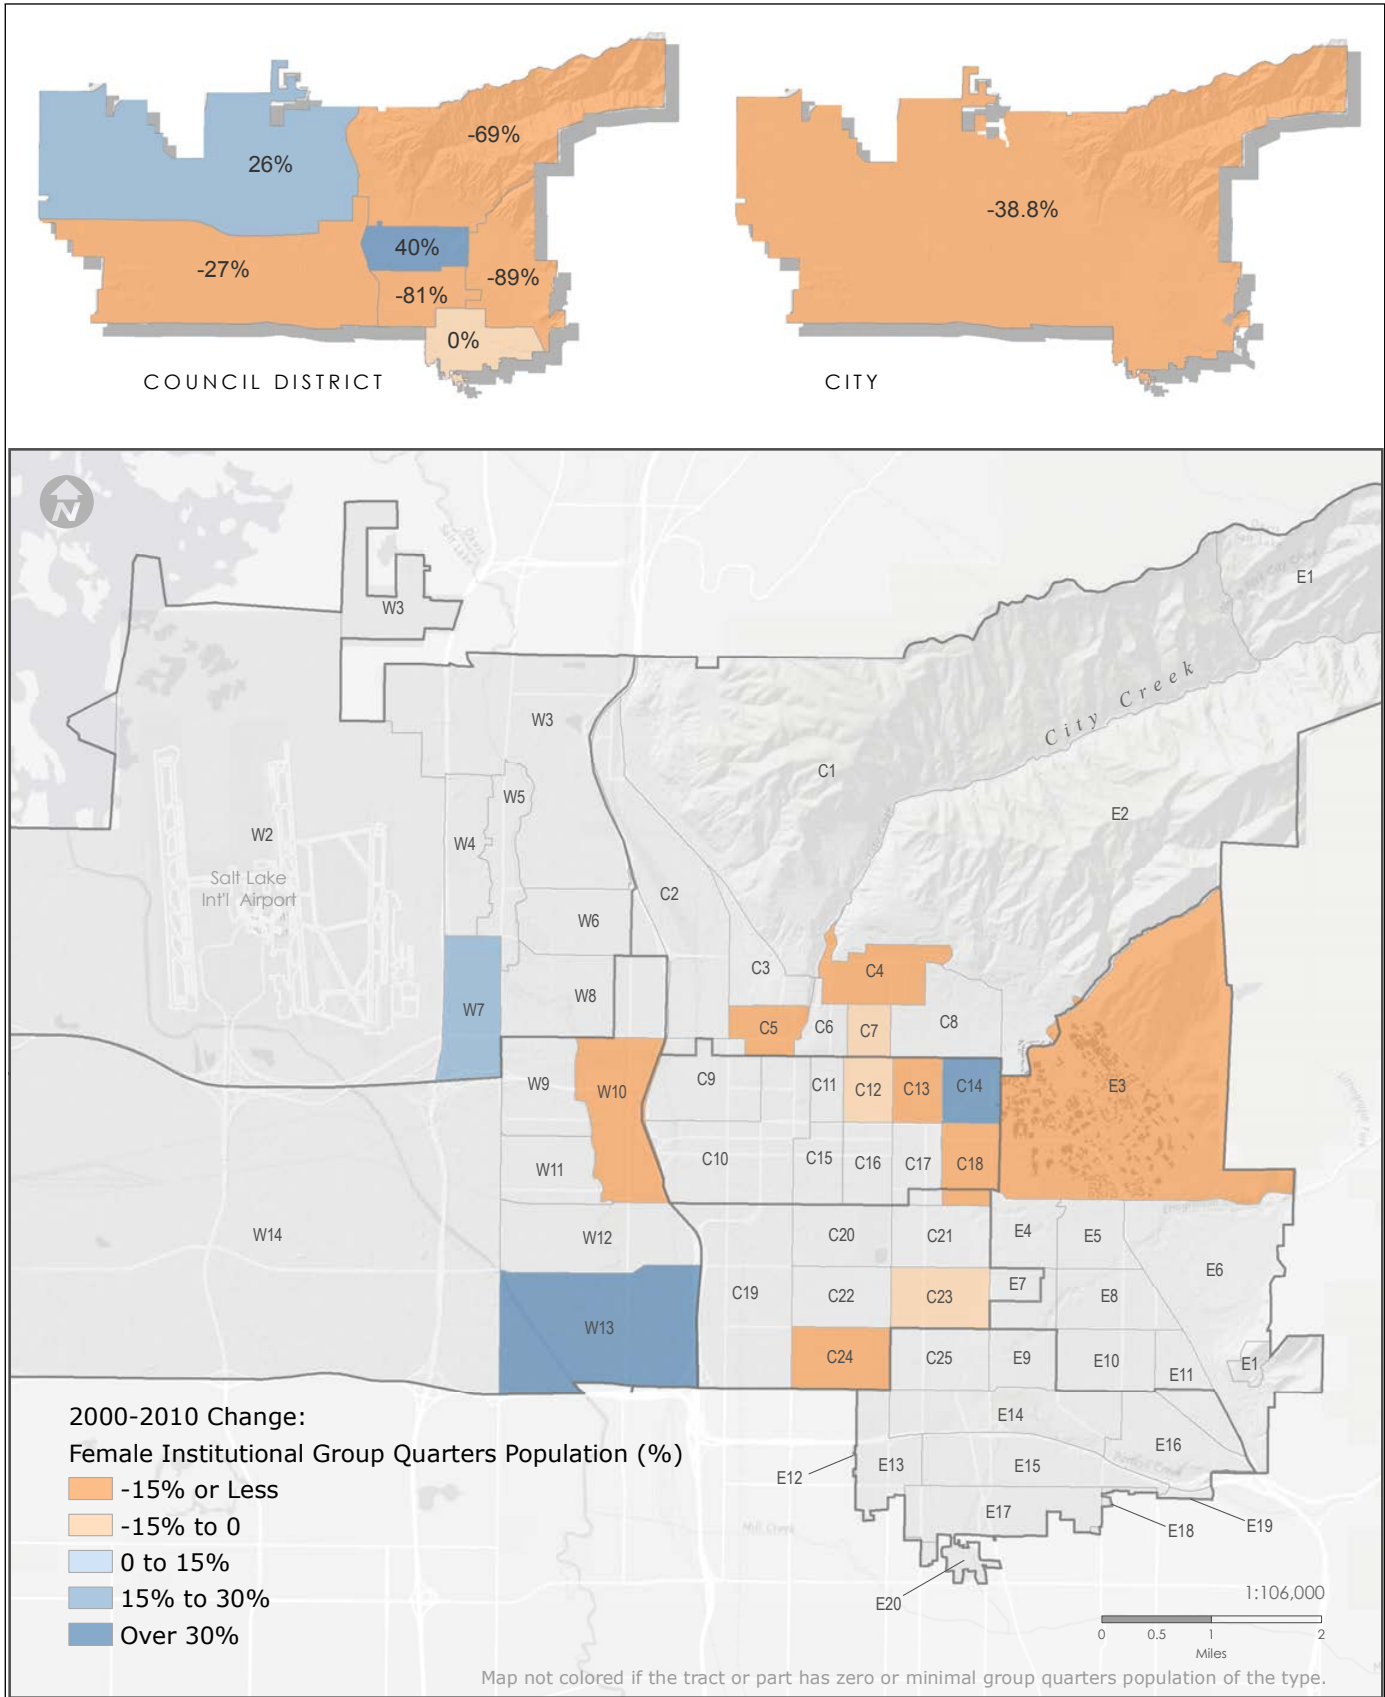 -69%
26%
40%
-27%
-89%
-81%
0%
COUNCIL DISTRICT
-38.8%
CITY
N
W3
E1
City Creek
W3
C1
W5
E2
W2
W4
Salt Lake
Int'l Airport
C2
W6
C3
C4
W8
W7
C5
C6
C7
C8
W9
W10
C9
C11
C12
C13
C14
E3
W11
C10
C15
C16
C17
C18
W14
W12
C20
C21
E4
E5
E6
C19
C22
C23
E7
E8
W13
C24
C25
E9
E10
E11
E1
2000-2010 Change:
Female Institutional Group Quarters Population (%)
-15% or Less
-15% to 0
0 to 15%
15% to 30%
Over 30%
E14
E16
E12
E13
E15
E17
E18
E19
Mill Creek
E20
1:106,000
0 0.5 1 2
Miles
Map not colored if the tract or part has zero or minimal group quarters population of the type.